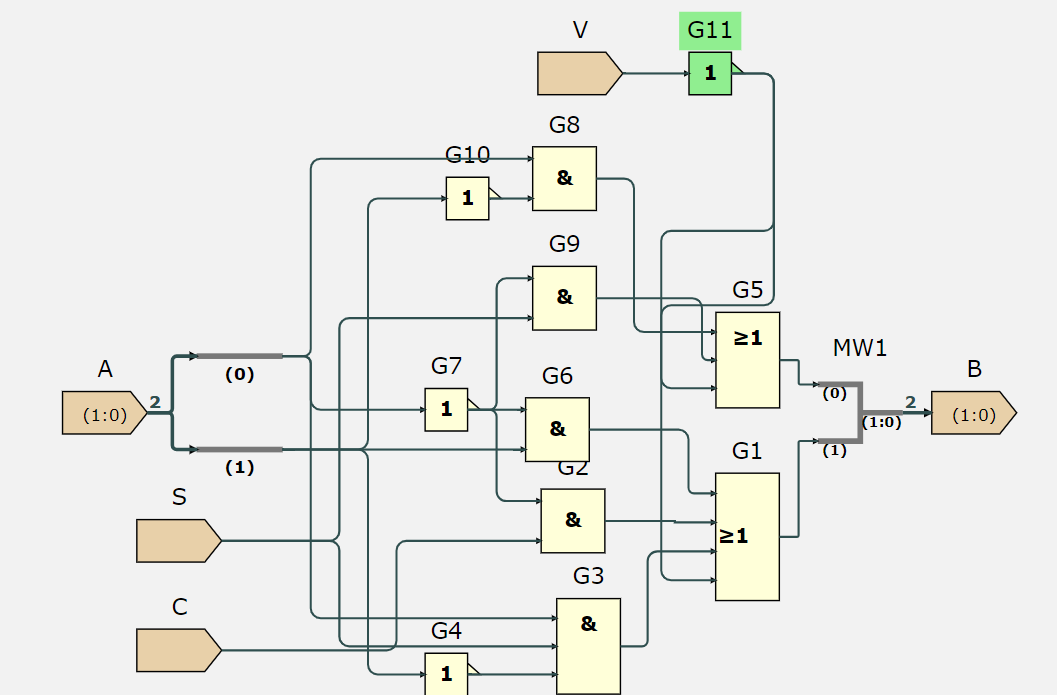 V
G11
1
G8
&
G10
1
G9
&
G5
≥1
A
(1:0)
2
(0)
(1)
G7
1
G6
&
MW1
(0)
(1:0)
(1)
2
B
(1:0)
G2
&
G1
≥1
S
G3
&
C
G4
1